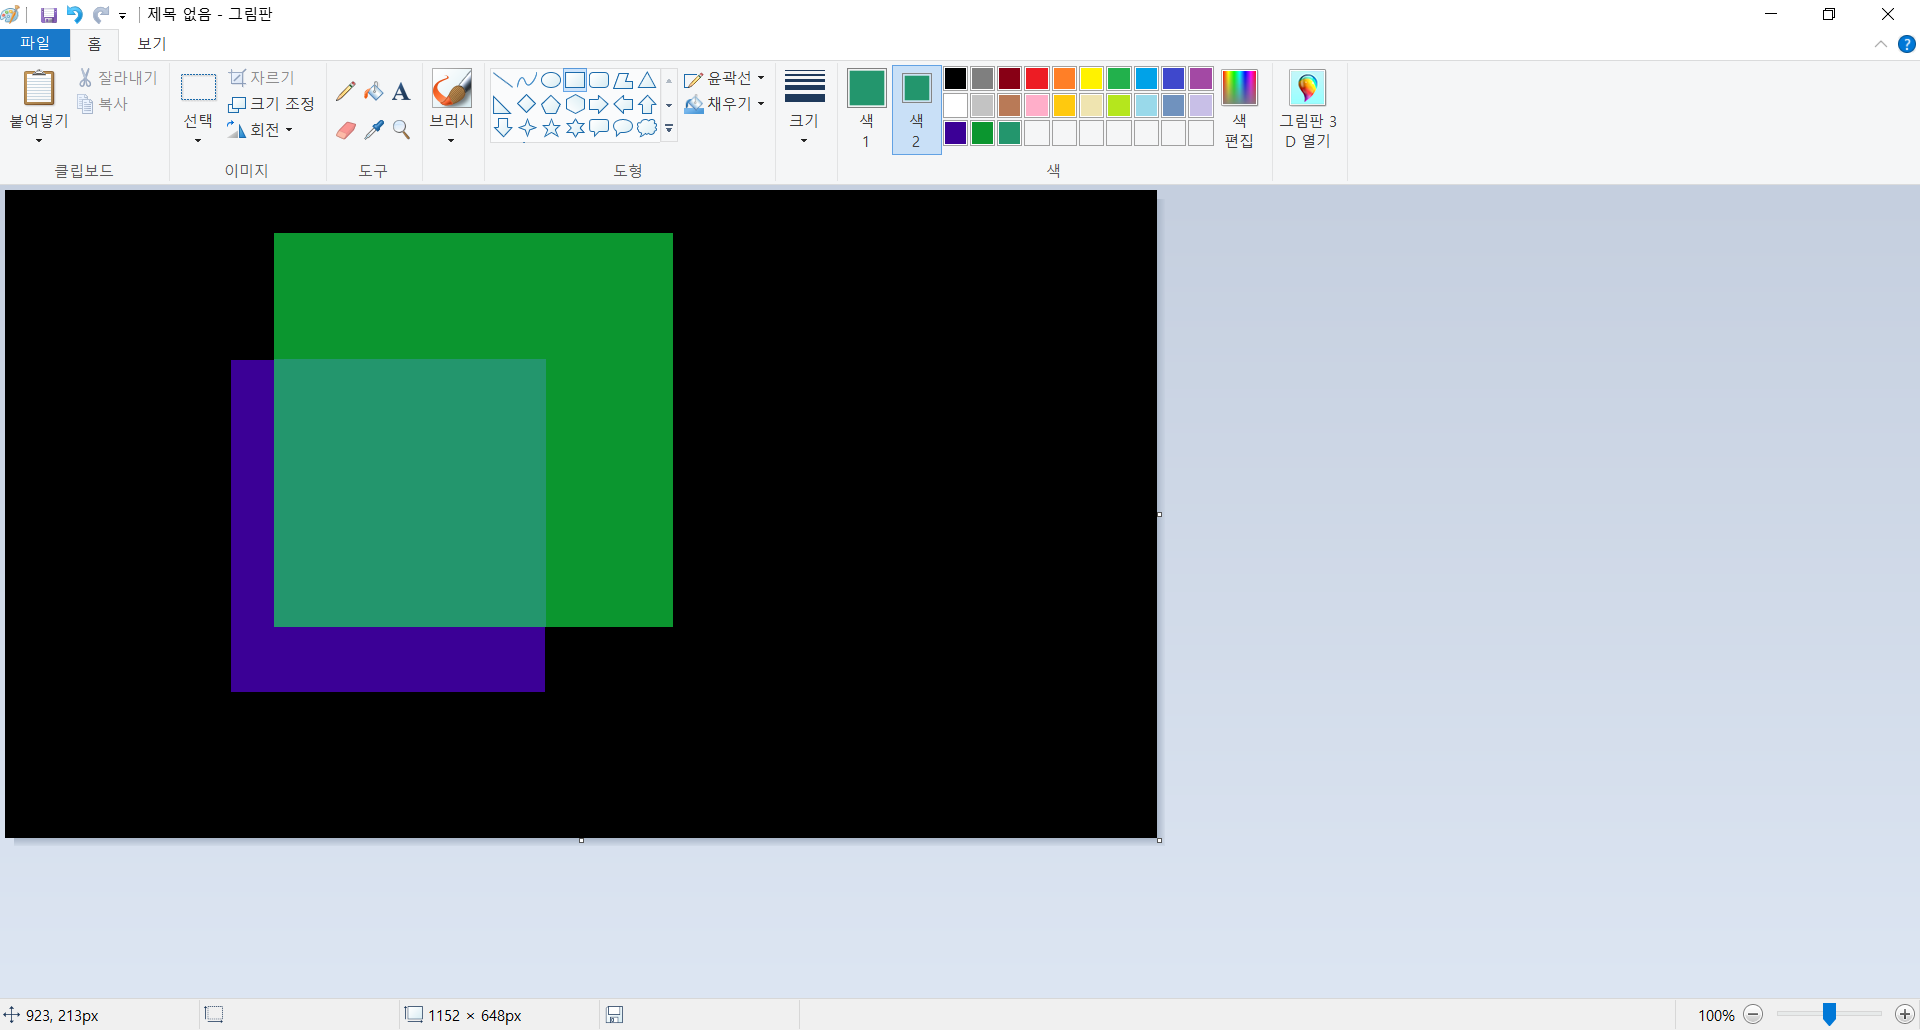 제목 없음 - 그림판
파일 홈 보기
붙여넣기
잘라내기
복사
클립보드
선택
자르기
크기 조정
회전
이미지
A
도구
브러시
윤곽선
채우기
도형
크기
색
1
색
2
색
편집
색
그림판 3
D 열기
?
923, 213px
1152 × 648px
100%